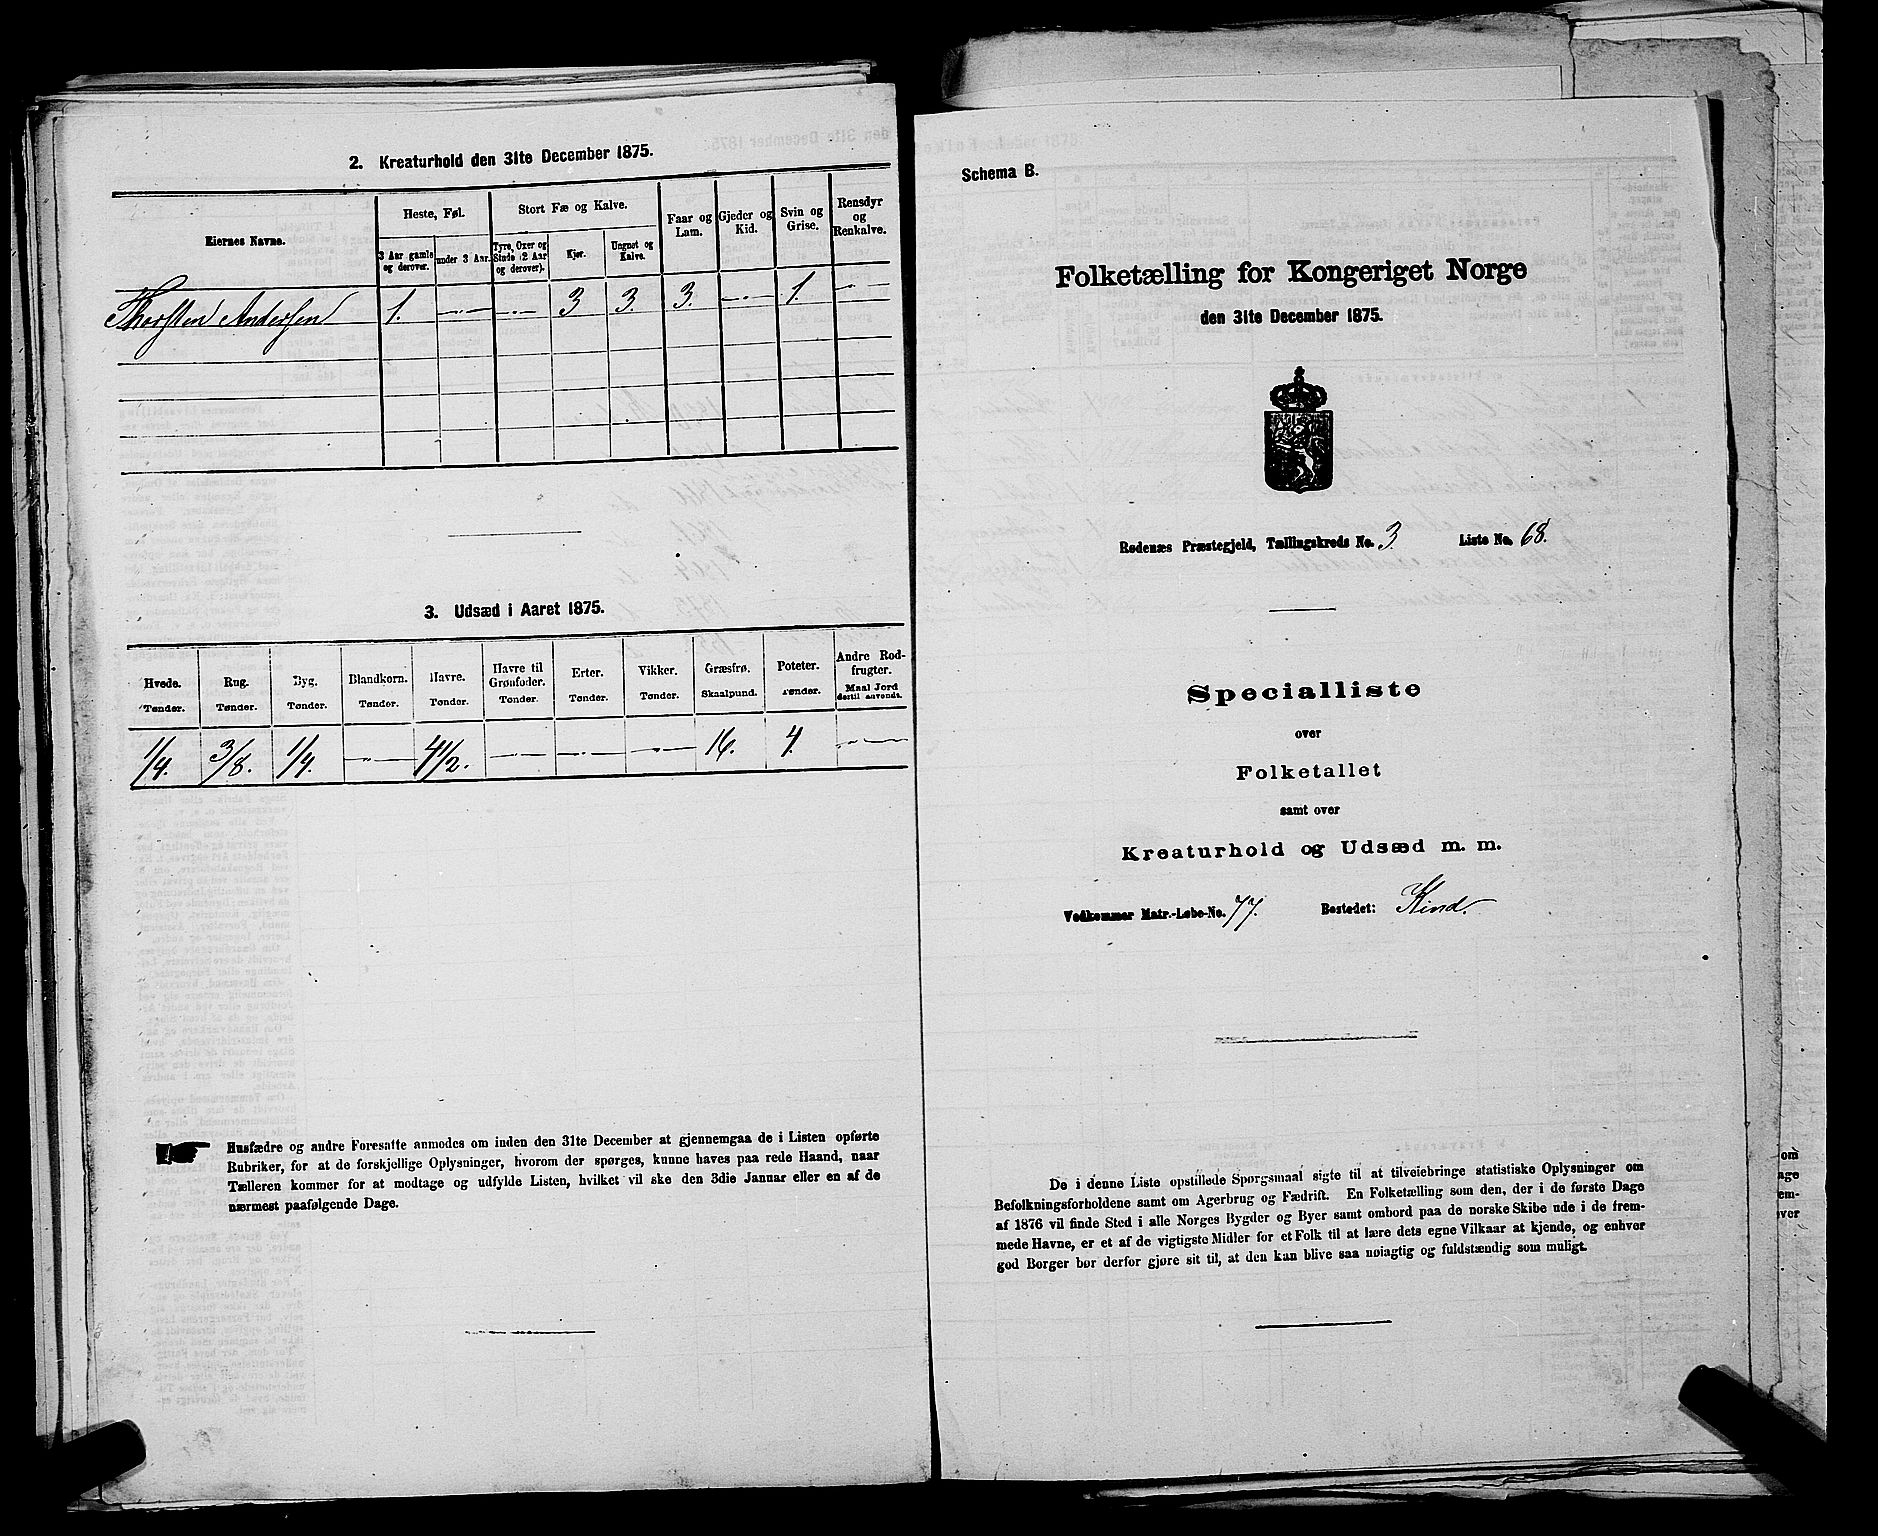 2. Kreaturhold den 31te December 1875.
Eiernes Navne.
Heste, Føl.
Stort Fæ og Kalve.
Faar og Lam.
Gjeder og Kid.
Svin og Grise.
Rensdyr og Renkalve.
3 Aar gamle og derover.
under 3 Aar.
Tyre, Oxer og Stude (2 Aar og derover).
Kjør.
Ungnøt og Kalve.
Thorsten Andersen 1. —"— —"— 3 3. 3. —"— 1. —"—
3. Udsæd i Aaret 1875.
Hvede. Rug. Byg. Blandkorn. Havre. Havre til Grønfoder. Erter. Vikker. Græsfrø. Poteter. Andre Rodfrugter.
Tønder. Tønder. Tønder. Tønder. Tønder. Tønder. Tønder. Tønder. Skaalpund. Tønder. Maal Jord dertil anvendt.
1/4. 3/8. 1/4. —"— 4 1/2. —"— —"— —"— 16. 4. —"—
Husfædre og andre Foresatte anmodes om inden den 31te December at gjennemgaa de i Listen opførte
Rubriker, for at de forskjellige Oplysninger, hvorom der spørges, kunne haves paa rede Haand, naar
Tælleren kommer for at modtage og udfylde Listen, hvilket vil ske den 3die Januar eller en af de
nærmest paafølgende Dage.
Schema B.
Folketælling for Kongeriget Norge
den 31te December 1875.
Rødenæs Præstegjeld, Tællingskreds No. 3. Liste No. 68.
Specialliste
over
Folketallet
samt over
Kreaturhold og Udsæd m. m.
Vedkommer Matr.-Løbe-No. 77. Bostedet: Kind.
De i denne Liste opstillede Spørgsmaal sigte til at tilveiebringe statistiske Oplysninger om
Befolkningsforholdene samt om Agerbrug og Fædrift. En Folketælling som den, der i de første Dage
af 1876 vil finde Sted i alle Norges Bygder og Byer samt ombord paa de norske Skibe ude i de frem-
mede Havne, er et af de vigtigste Midler for et Folk til at lære dets egne Vilkaar at kjende, og enhver
god Borger bør derfor gjøre sit til, at den kan blive saa nøiagtig og fuldstændig som muligt.